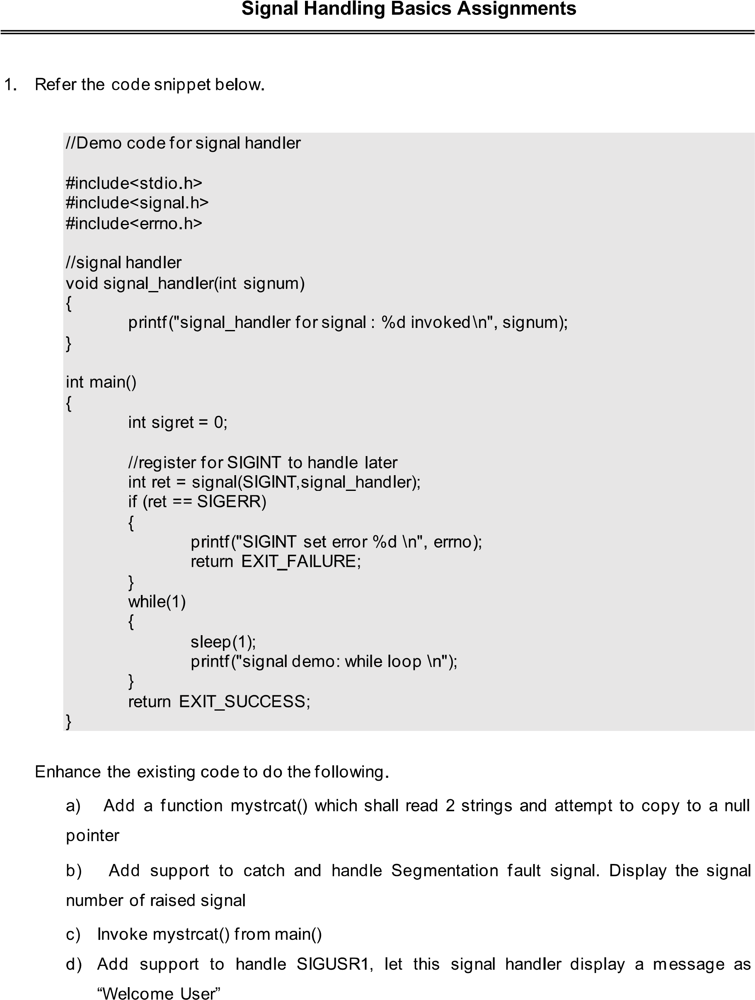 Signal Handling Basics Assignments
1. Refer the code snippet below.
//Demo code for signal handler
#include<stdio.h>
#include<signal.h>
#include<errno.h>
//signal handler
void signal_handler(int signum)
{
printf("signal_handler for signal : %d invoked\n", signum);
}
int main()
{
int sigret = 0;
//register for SIGINT to handle later
int ret = signal(SIGINT,signal_handler);
if (ret == SIGERR)
{
printf("SIGINT set error %d \n", errno);
return EXIT_FAILURE;
}
while(1)
{
sleep(1);
printf("signal demo: while loop \n");
}
return EXIT_SUCCESS;
}
Enhance the existing code to do the following.
a) Add a function mystrcat() which shall read 2 strings and attempt to copy to a null
pointer
b) Add support to catch and handle Segmentation fault signal. Display the signal
number of raised signal
c) Invoke mystrcat() from main()
d) Add support to handle SIGUSR1, let this signal handler display a message as
“Welcome User”